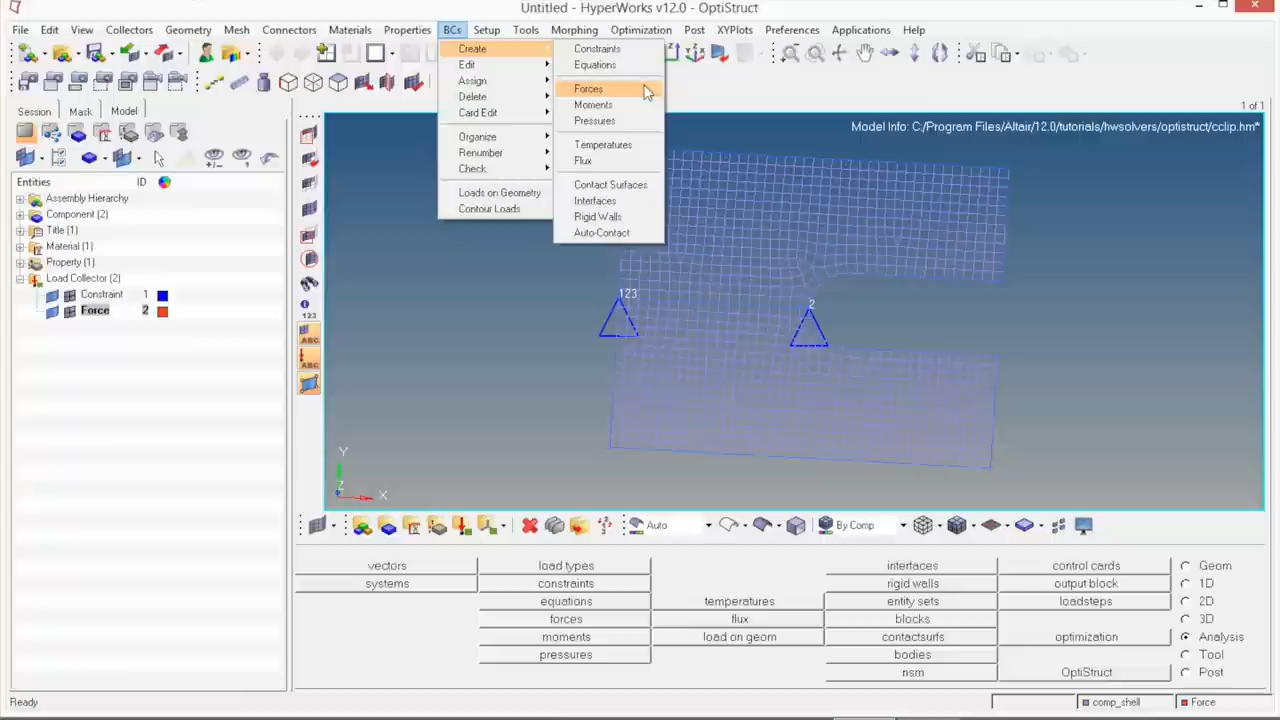 Untitled - HyperWorks v12.0 - OptiStruct
File Edit View Collectors Geometry Mesh Connectors Materials Properties BCs Setup Tools Morphing Optimization Post XYPlots Preferences Applications Help
Create
Edit
Assign
Delete
Card Edit
Organize
Renumber
Check
Loads on Geometry
Contour Loads
Constraints
Equations
Forces
Moments
Pressures
Temperatures
Flux
Contact Surfaces
Interfaces
Rigid Walls
Auto-Contact
Session Mask Model
1 of 1
Model Info: C:/Program Files/Altair/12.0/tutorials/hwsolvers/optistruct/cclip.hm*
Entities ID
Assembly Hierarchy
Component (2)
Title (1)
Material (1)
Property (1)
Load Collector (2)
Constraint 1
Force 2
123
ABC
ABC
123
2
Y
Z
X
Auto
By Comp
vectors load types interfaces control cards Geom
systems constraints rigid walls output block 1D
equations temperatures entity sets loadsteps 2D
forces flux blocks 3D
moments load on geom contactsurfs optimization Analysis
pressures bodies Tool
nsm OptiStruct Post
Ready comp_shell Force